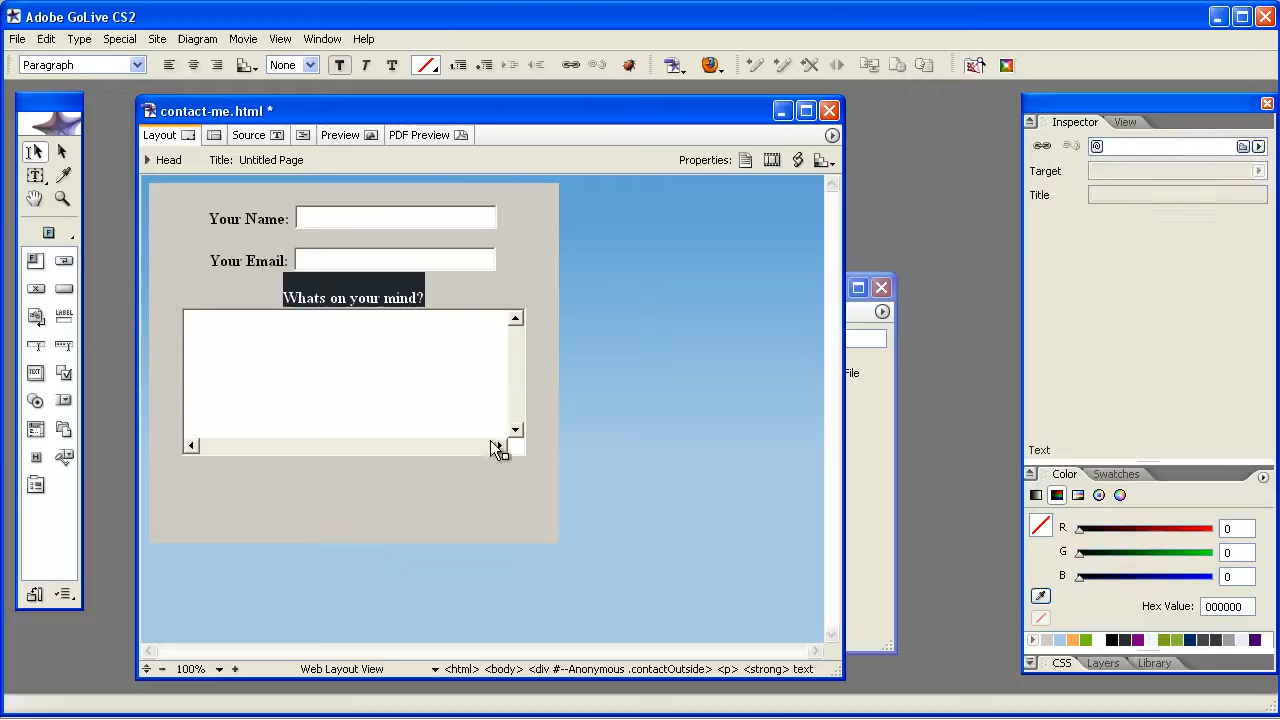 Adobe GoLive CS2
File Edit Type Special Site Diagram Movie View Window Help
Paragraph None T T T
contact-me.html *
Layout Source Preview PDF Preview
Head Title: Untitled Page Properties:
Your Name:
Your Email:
Whats on your mind?
LABEL
TEXT
File
100% Web Layout View <html> <body> <div #--Anonymous .contactOutside> <p> <strong> text
Inspector View
Target
Title
Text
Color Swatches
R 0
G 0
B 0
Hex Value: 000000
CSS Layers Library